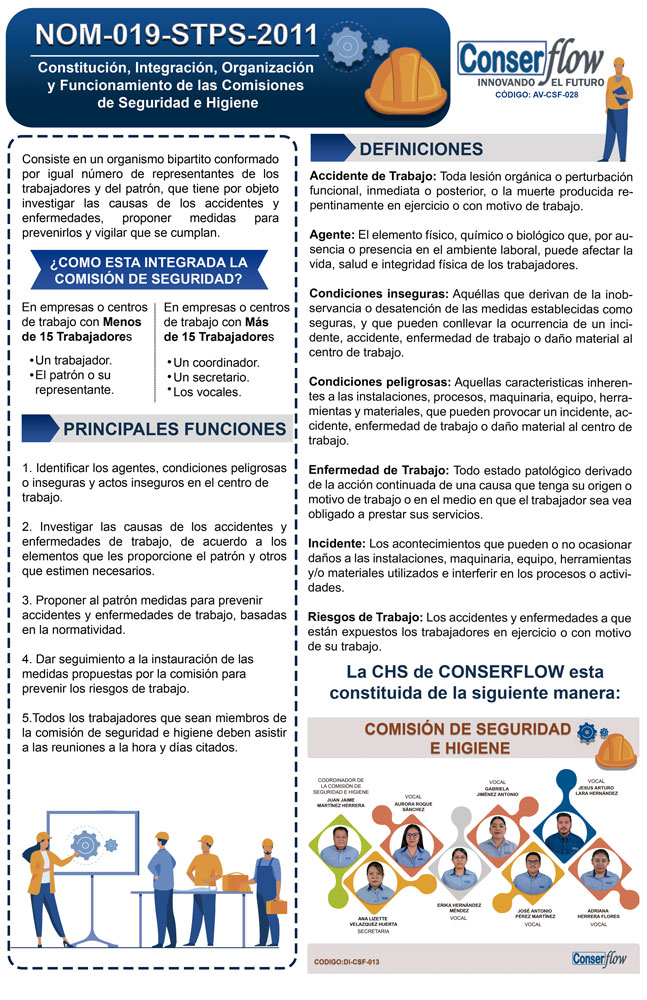 NOM-019-STPS-2011
Constitución, Integración, Organización
y Funcionamiento de las Comisiones
de Seguridad e Higiene
Conserflow
INNOVANDO EL FUTURO
CÓDIGO: AV-CSF-028
Consiste en un organismo bipartito conformado
por igual número de representantes de los
trabajadores y del patrón, que tiene por objeto
investigar las causas de los accidentes y
enfermedades, proponer medidas para
prevenirlos y vigilar que se cumplan.
¿COMO ESTA INTEGRADA LA
COMISIÓN DE SEGURIDAD?
En empresas o centros
de trabajo con Menos
de 15 Trabajadores
•Un trabajador.
•El patrón o su
representante.
En empresas o centros
de trabajo con Más
de 15 Trabajadores
•Un coordinador.
•Un secretario.
•Los vocales.
PRINCIPALES FUNCIONES
1. Identificar los agentes, condiciones peligrosas
o inseguras y actos inseguros en el centro de
trabajo.
2. Investigar las causas de los accidentes y
enfermedades de trabajo, de acuerdo a los
elementos que les proporcione el patrón y otros
que estimen necesarios.
3. Proponer al patrón medidas para prevenir
accidentes y enfermedades de trabajo, basadas
en la normatividad.
4. Dar seguimiento a la instauración de las
medidas propuestas por la comisión para
prevenir los riesgos de trabajo.
5.Todos los trabajadores que sean miembros de
la comisión de seguridad e higiene deben asistir
a las reuniones a la hora y días citados.
DEFINICIONES
Accidente de Trabajo: Toda lesión orgánica o perturbación
funcional, inmediata o posterior, o la muerte producida re-
pentinamente en ejercicio o con motivo de trabajo.
Agente: El elemento físico, químico o biológico que, por au-
sencia o presencia en el ambiente laboral, puede afectar la
vida, salud e integridad física de los trabajadores.
Condiciones inseguras: Aquéllas que derivan de la inob-
servancia o desatención de las medidas establecidas como
seguras, y que pueden conllevar la ocurrencia de un inci-
dente, accidente, enfermedad de trabajo o daño material al
centro de trabajo.
Condiciones peligrosas: Aquellas caracteristicas inheren-
tes a las instalaciones, procesos, maquinaria, equipo, herra-
mientas y materiales, que pueden provocar un incidente, ac-
cidente, enfermedad de trabajo o daño material al centro de
trabajo.
Enfermedad de Trabajo: Todo estado patológico derivado
de la acción continuada de una causa que tenga su origen o
motivo de trabajo o en el medio en que el trabajador sea vea
obligado a prestar sus servicios.
Incidente: Los acontecimientos que pueden o no ocasionar
daños a las instalaciones, maquinaria, equipo, herramientas
y/o materiales utilizados e interferir en los procesos o activi-
dades.
Riesgos de Trabajo: Los accidentes y enfermedades a que
están expuestos los trabajadores en ejercicio o con motivo
de su trabajo.
La CHS de CONSERFLOW esta
constituida de la siguiente manera:
COMISIÓN DE SEGURIDAD
E HIGIENE
COORDINADOR DE
LA COMISIÓN DE
SEGURIDAD E HIGIENE
JUAN JAIME
MARTÍNEZ HERRERA
VOCAL
AURORA ROQUE
SÁNCHEZ
VOCAL
GABRIELA
JIMÉNEZ ANTONIO
VOCAL
JESUS ARTURO
LARA HERNÁNDEZ
ANA LIZETTE
VELAZQUEZ HUERTA
SECRETARIA
ERIKA HERNÁNDEZ
MÉNDEZ
VOCAL
JOSÉ ANTONIO
PÉREZ MARTÍNEZ
VOCAL
ADRIANA
HERRERA FLORES
VOCAL
CODIGO:DI-CSF-013
Conserflow